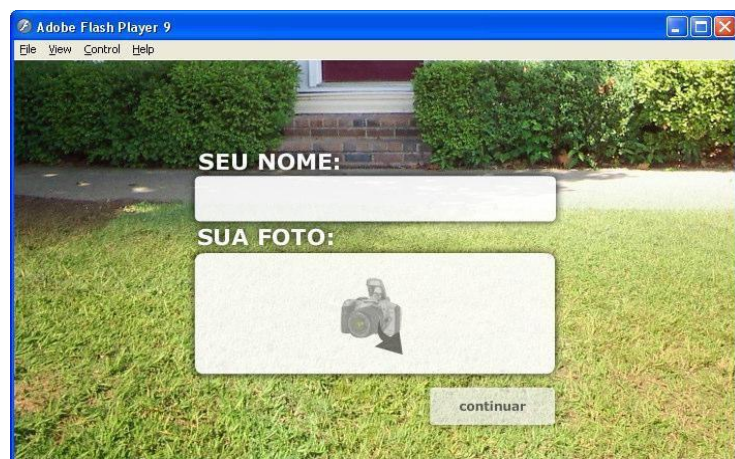 Adobe Flash Player 9
File View Control Help
SEU NOME:
SUA FOTO:
continuar